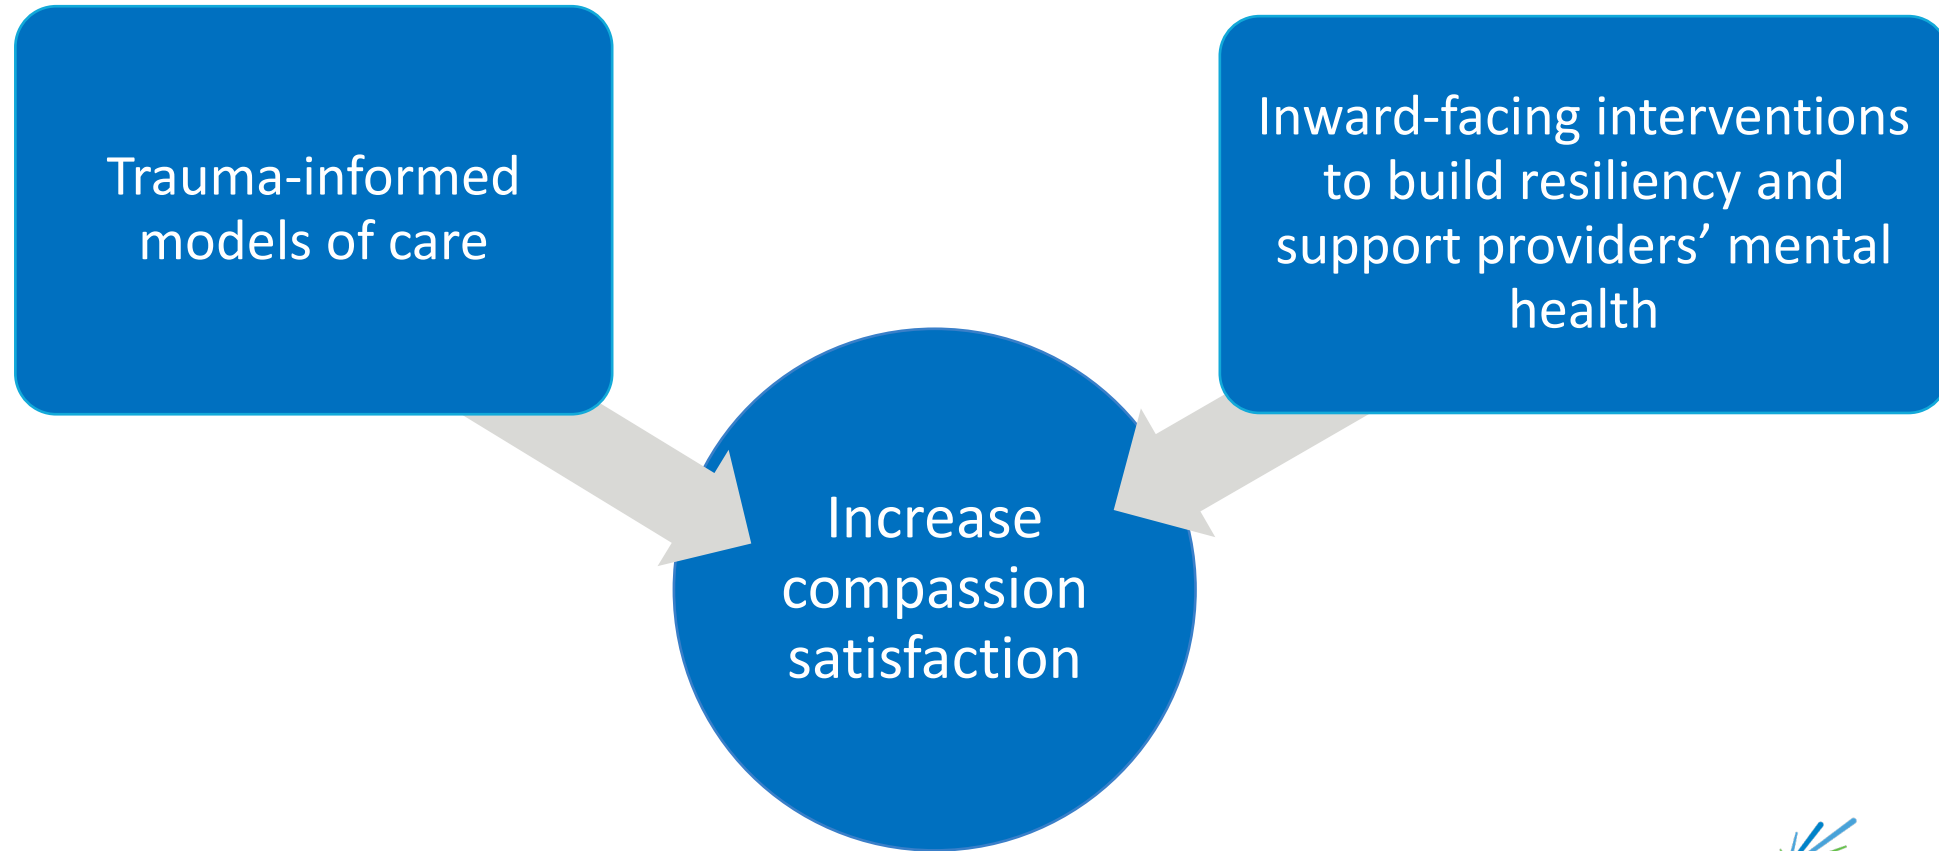 Trauma-informed
models of care
Inward-facing interventions
to build resiliency and
support providers’ mental
health
Increase
compassion
satisfaction